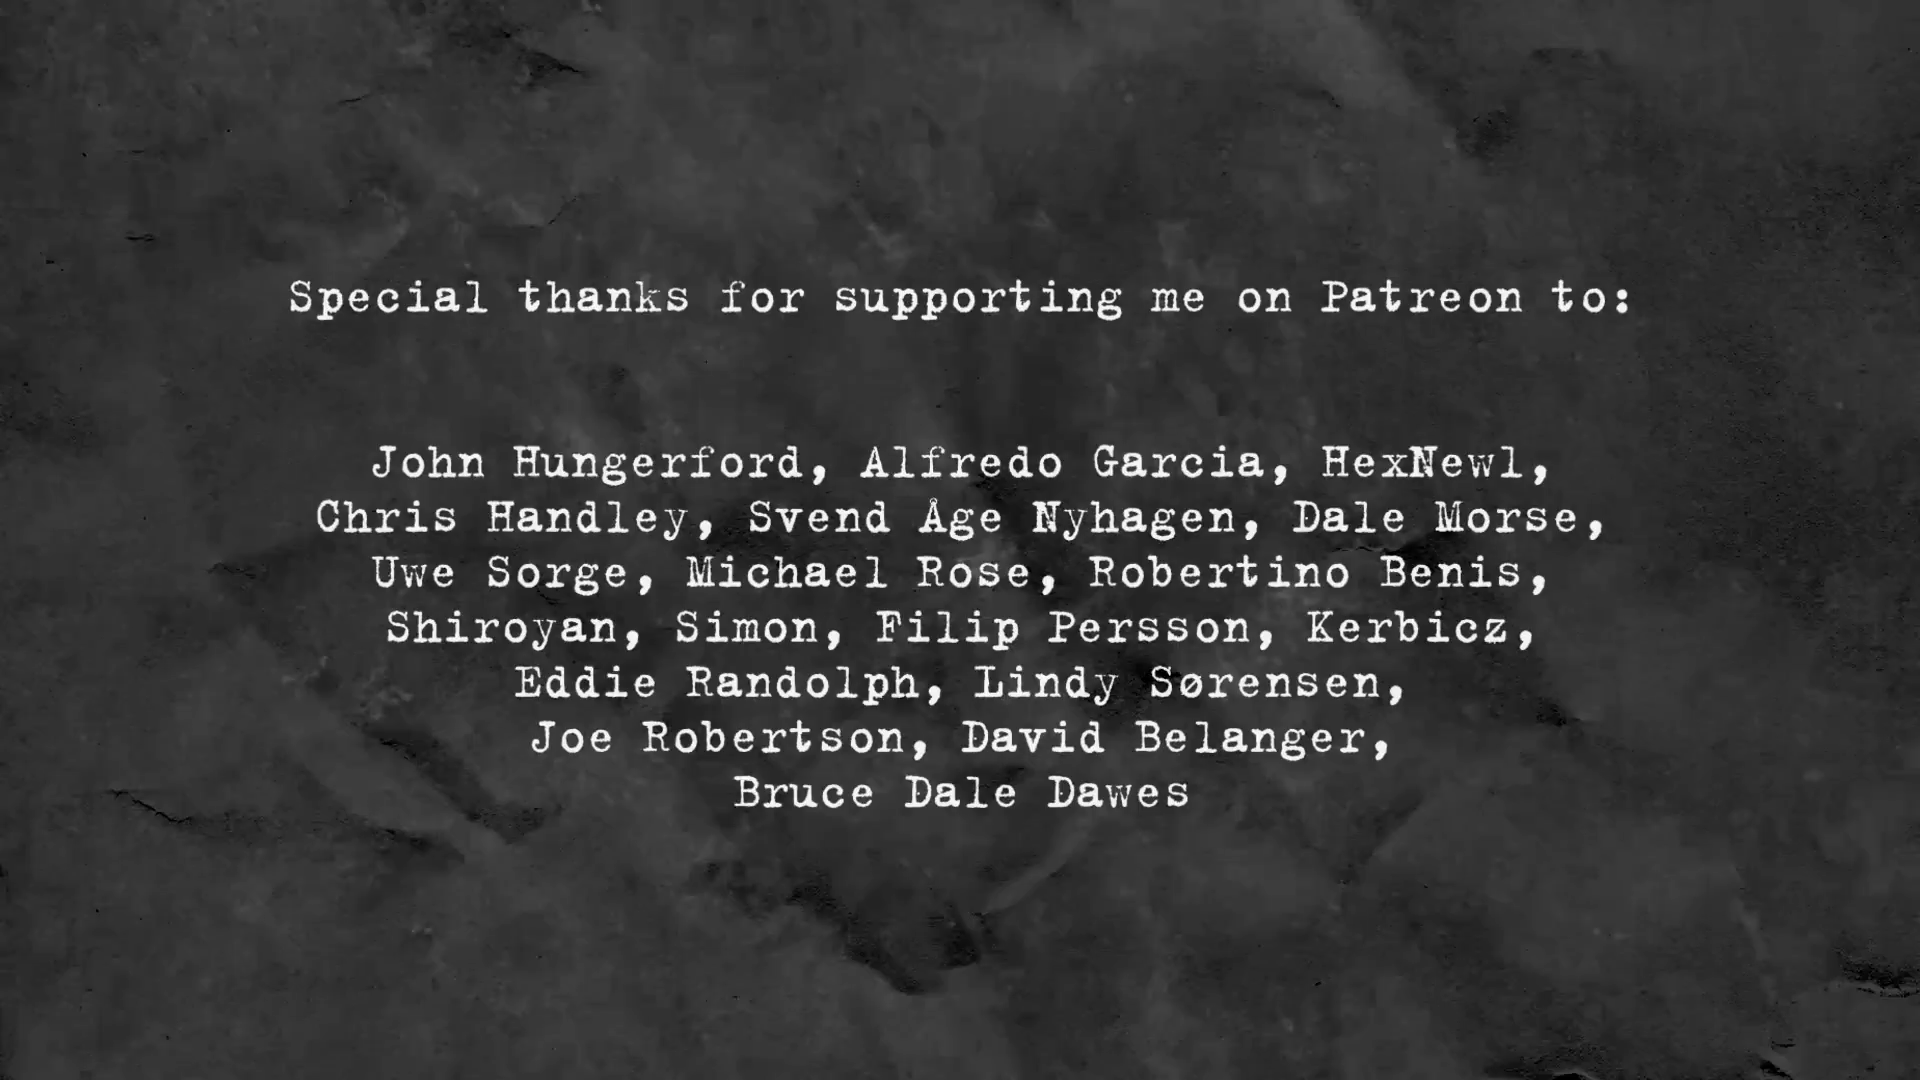 Special thanks for supporting me on Patreon to:
John Hungerford, Alfredo Garcia, HexNewl,
Chris Handley, Svend Åge Nyhagen, Dale Morse,
Uwe Sorge, Michael Rose, Robertino Benis,
Shiroyan, Simon, Filip Persson, Kerbicz,
Eddie Randolph, Lindy Sørensen,
Joe Robertson, David Belanger,
Bruce Dale Dawes